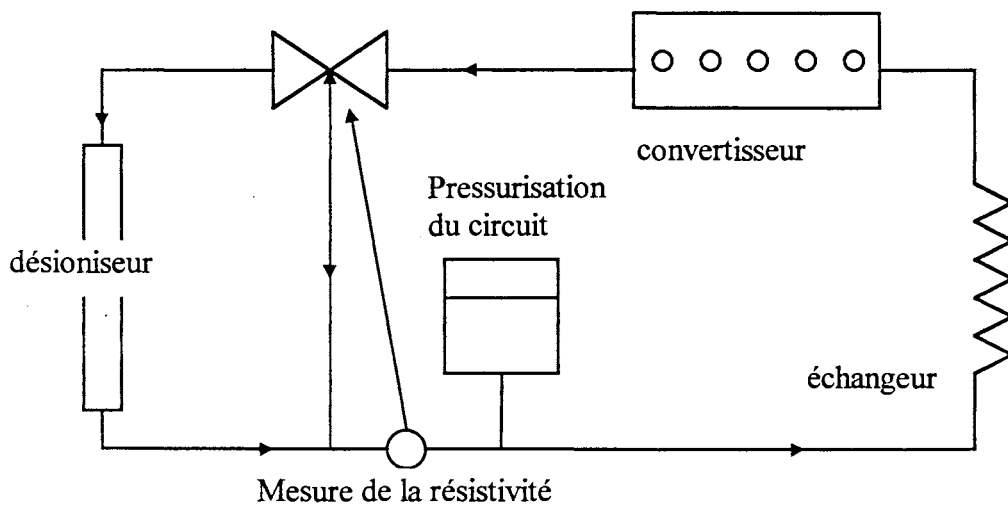 convertisseur
Pressurisation
du circuit
désioniseur
échangeur
Mesure de la résistivité